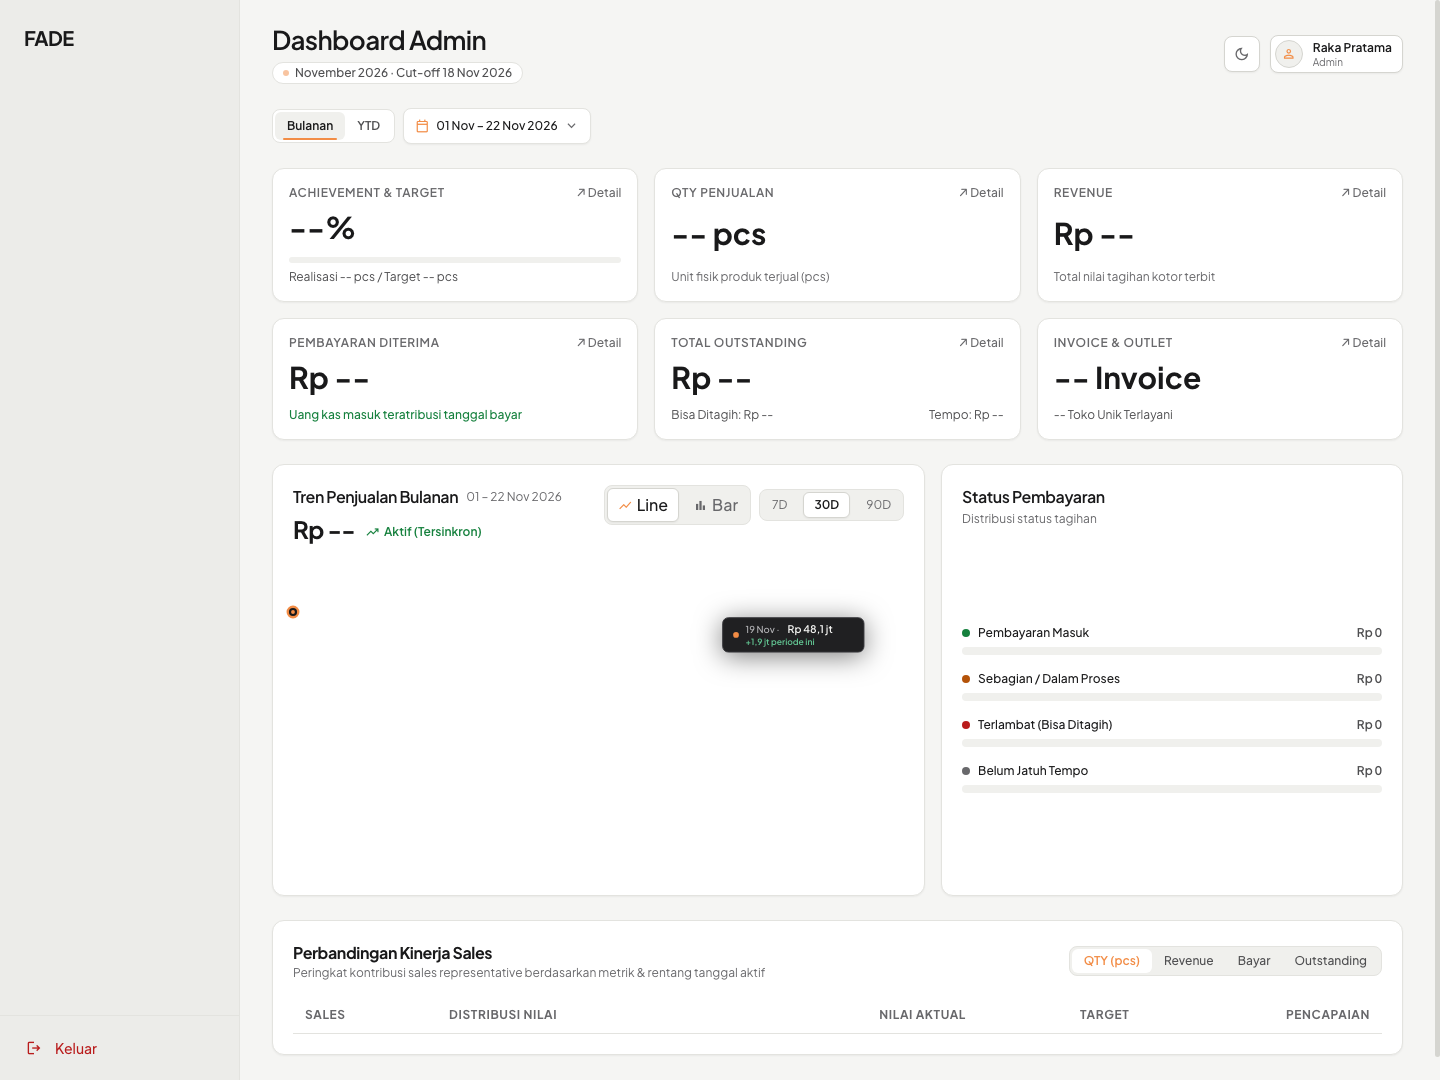 FADE
Dashboard Admin
November 2026 · Cut-off 18 Nov 2026
Raka Pratama
Admin
Bulanan
YTD
01 Nov – 22 Nov 2026
ACHIEVEMENT & TARGET
Detail
--%
Realisasi -- pcs / Target -- pcs
QTY PENJUALAN
Detail
-- pcs
Unit fisik produk terjual (pcs)
REVENUE
Detail
Rp --
Total nilai tagihan kotor terbit
PEMBAYARAN DITERIMA
Detail
Rp --
Uang kas masuk teratribusi tanggal bayar
TOTAL OUTSTANDING
Detail
Rp --
Bisa Ditagih: Rp --
Tempo: Rp --
INVOICE & OUTLET
Detail
-- Invoice
-- Toko Unik Terlayani
Tren Penjualan Bulanan
01 – 22 Nov 2026
Line
Bar
7D
30D
90D
Rp --
Aktif (Tersinkron)
19 Nov · Rp 48,1 jt
+1,9 jt periode ini
Status Pembayaran
Distribusi status tagihan
Pembayaran Masuk
Rp 0
Sebagian / Dalam Proses
Rp 0
Terlambat (Bisa Ditagih)
Rp 0
Belum Jatuh Tempo
Rp 0
Perbandingan Kinerja Sales
Peringkat kontribusi sales representative berdasarkan metrik & rentang tanggal aktif
QTY (pcs)
Revenue
Bayar
Outstanding
SALES
DISTRIBUSI NILAI
NILAI AKTUAL
TARGET
PENCAPAIAN
Keluar